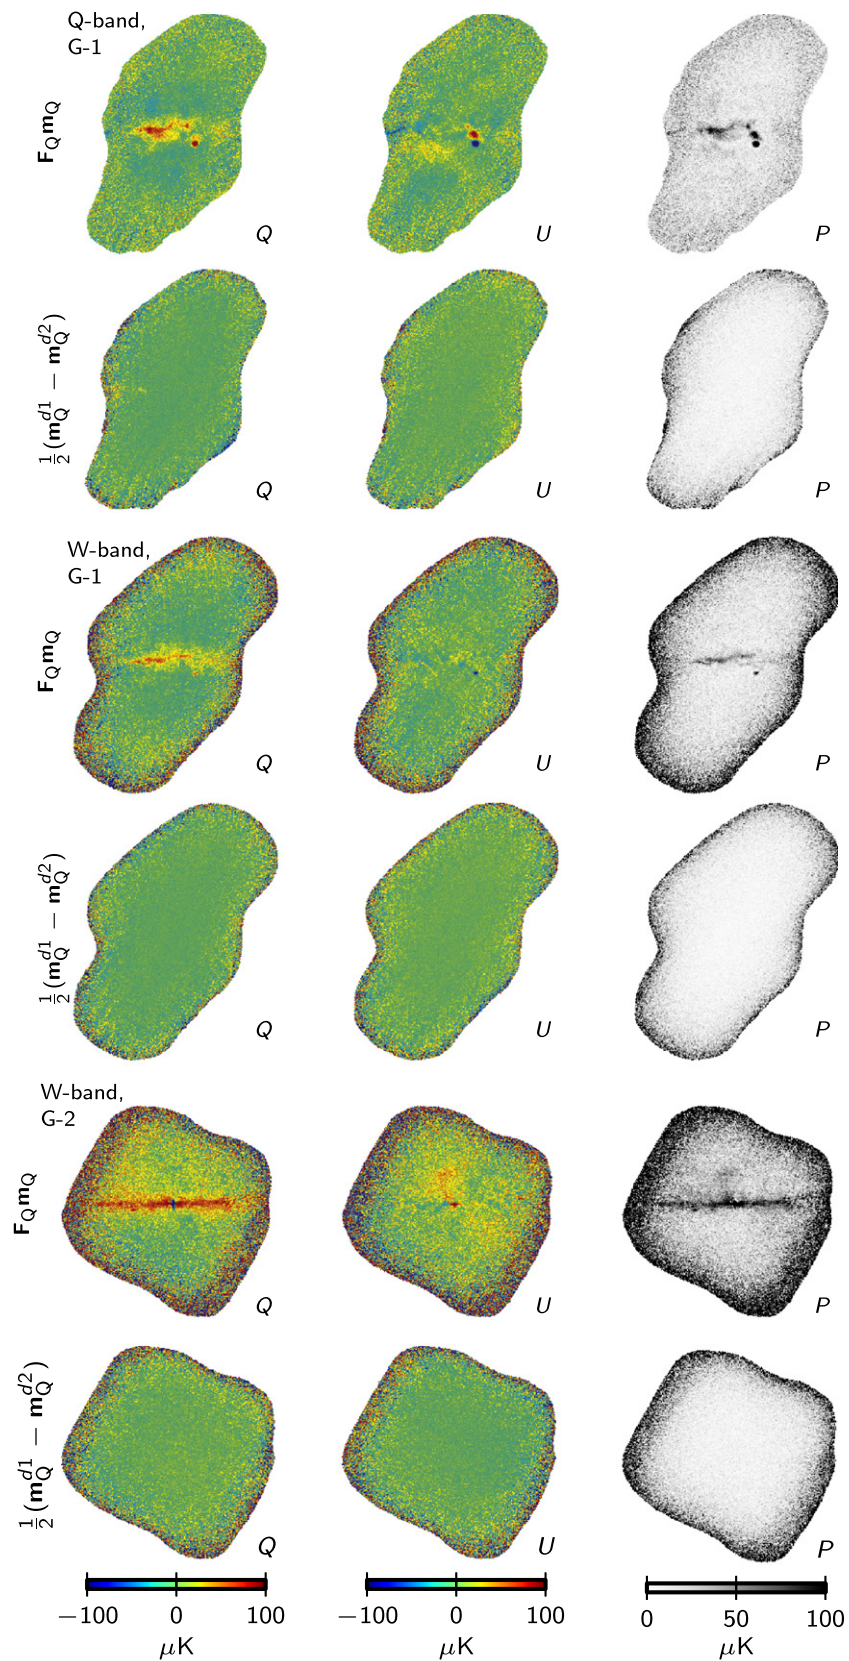 Q-band,
G-1
F_Q m_Q
Q U P
½(m_Q^{d1} − m_Q^{d2})
Q U P
W-band,
G-1
F_Q m_Q
Q U P
½(m_Q^{d1} − m_Q^{d2})
Q U P
W-band,
G-2
F_Q m_Q
Q U P
½(m_Q^{d1} − m_Q^{d2})
Q U P
−100 0 100 −100 0 100 0 50 100
μK μK μK